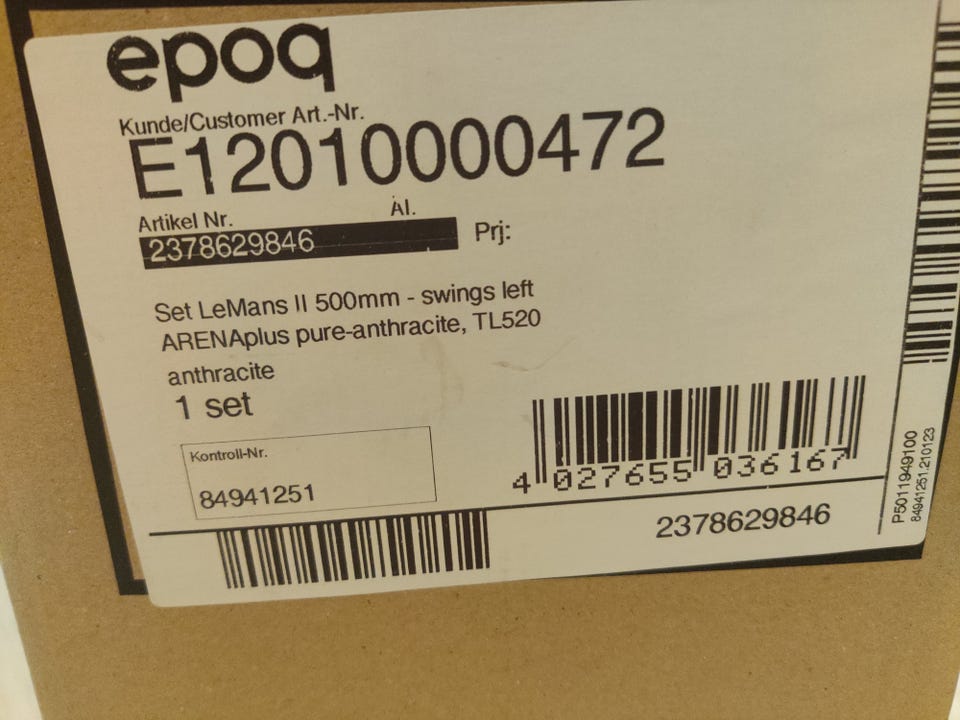 epoq
Kunde/Customer Art.-Nr.
E12010000472
Artikel Nr. Al.
2378629846 Prj:
Set LeMans II 500mm - swings left
ARENAplus pure-anthracite, TL520
anthracite
1 set
Kontroll-Nr.
84941251
4 027655 036167
2378629846
P5011949100
84941251.210123